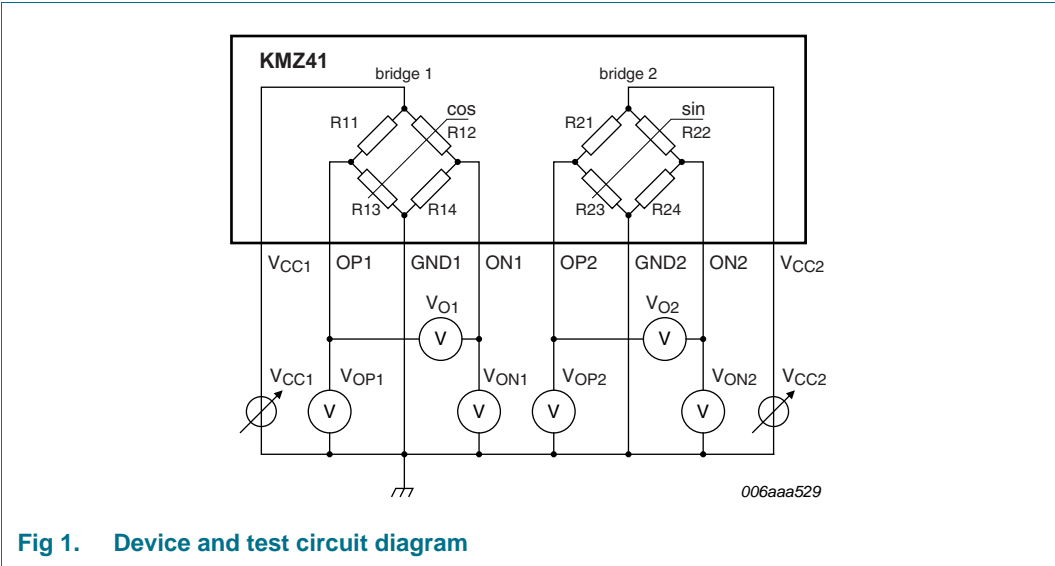 KMZ41
bridge 1
bridge 2
cos
sin
R11
R12
R21
R22
R13
R14
R23
R24
VCC1
OP1
GND1
ON1
OP2
GND2
ON2
VCC2
VO1
VO2
V
V
VCC1
VOP1
VON1
VOP2
VON2
VCC2
V
V
V
V
006aaa529
Fig 1. Device and test circuit diagram